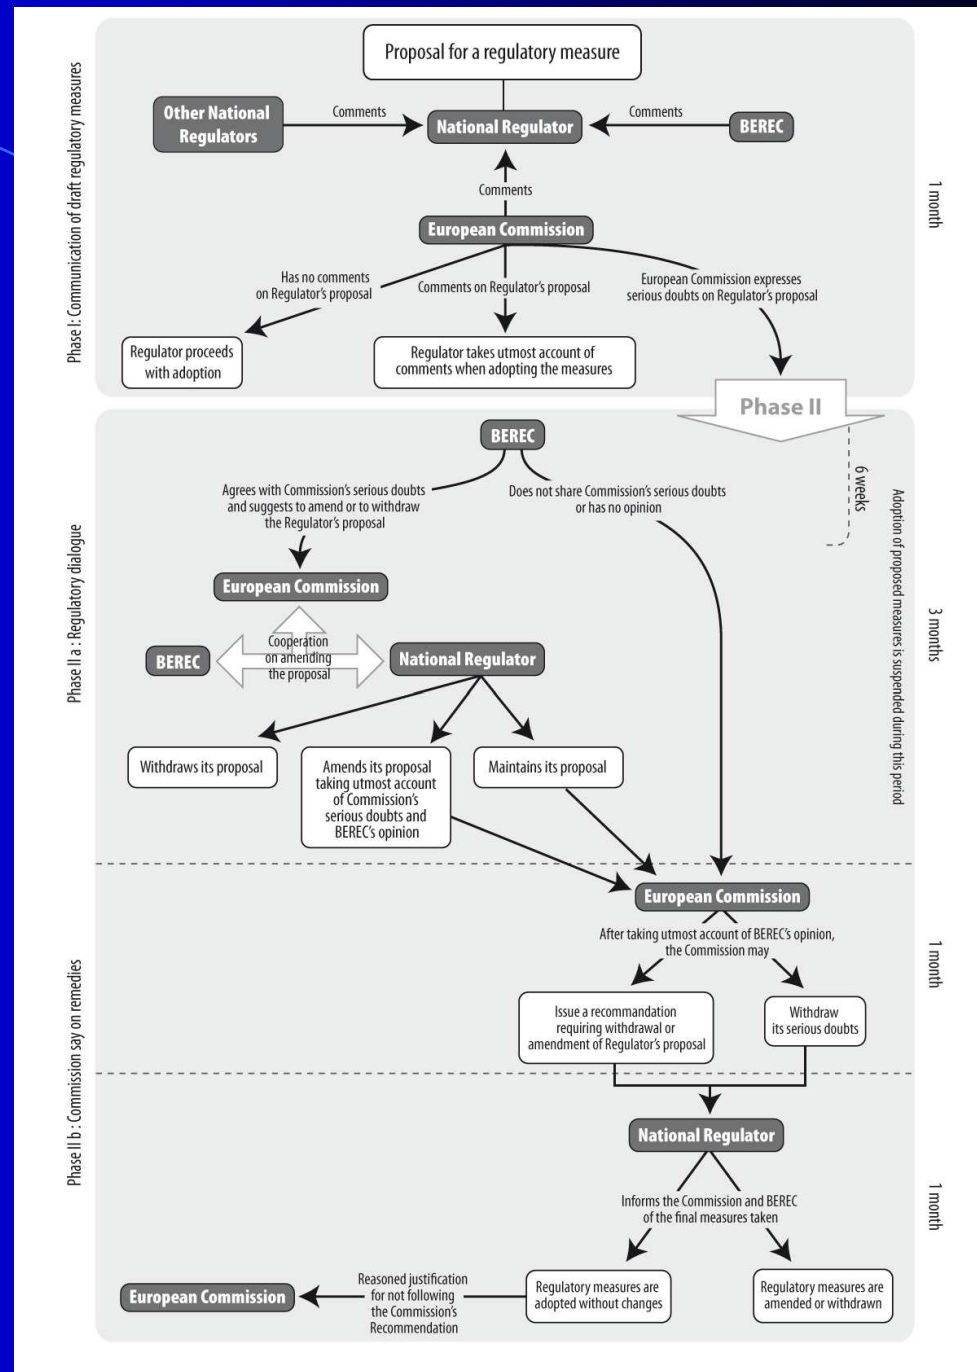 Phase I: Communication of draft regulatory measures
Proposal for a regulatory measure
Other National
Regulators
Comments
National Regulator
Comments
BEREC
Comments
European Commission
1 month
Has no comments
on Regulator's proposal
Comments on Regulator's proposal
European Commission expresses
serious doubts on Regulator's proposal
Regulator proceeds
with adoption
Regulator takes utmost account of
comments when adopting the measures
Phase II
Phase II a : Regulatory dialogue
BEREC
6 weeks
Adoption of proposed measures is suspended during this period
3 months
Agrees with Commission's serious doubts
and suggests to amend or to withdraw
the Regulator's proposal
Does not share Commission's serious doubts
or has no opinion
European Commission
BEREC
Cooperation
on amending
the proposal
National Regulator
Withdraws its proposal
Amends its proposal
taking utmost account
of Commission's
serious doubts and
BEREC's opinion
Maintains its proposal
Phase II b : Commission say on remedies
European Commission
After taking utmost account of BEREC's opinion,
the Commission may
1 month
Issue a recommandation
requiring withdrawal or
amendment of Regulator's proposal
Withdraw
its serious doubts
National Regulator
Informs the Commission and BEREC
of the final measures taken
1 month
European Commission
Reasoned justification
for not following
the Commission's
Recommendation
Regulatory measures are
adopted without changes
Regulatory measures are
amended or withdrawn